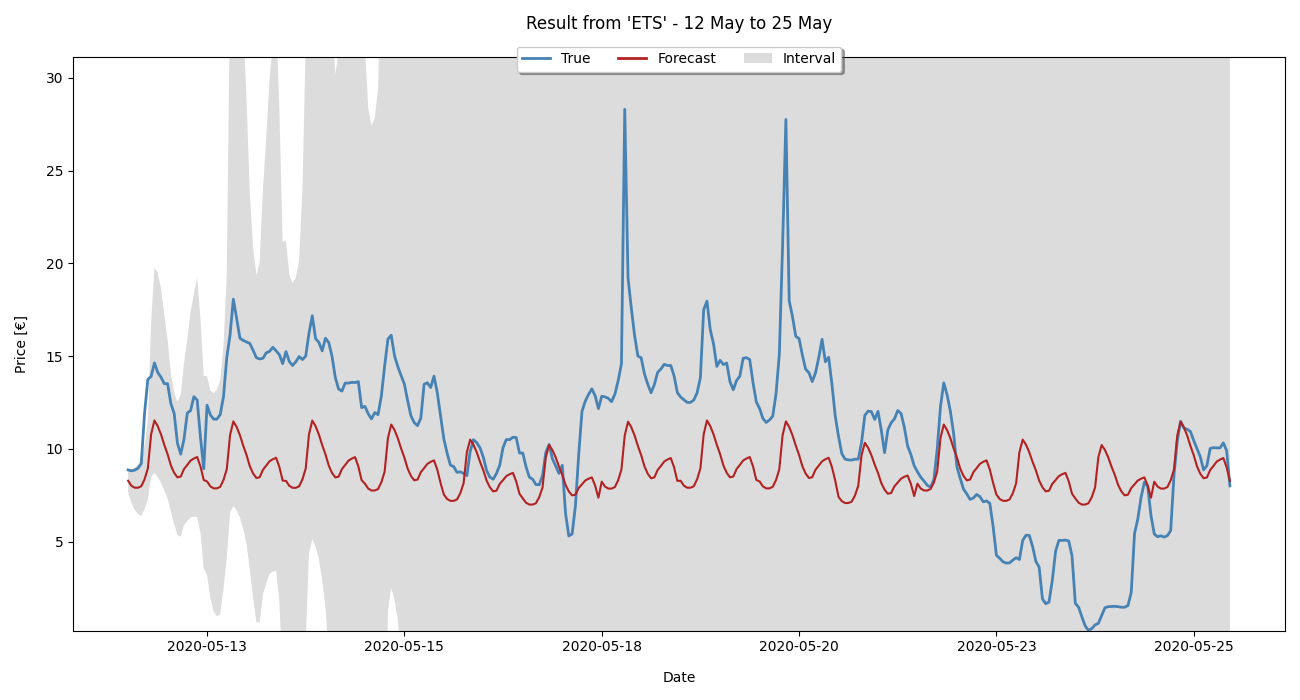 Result from 'ETS' - 12 May to 25 May
True Forecast Interval
30
25
20
15
10
5
Price [€]
2020-05-13 2020-05-15 2020-05-18 2020-05-20 2020-05-23 2020-05-25
Date